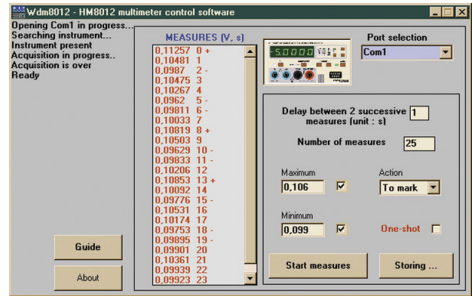 Wdm8012 - HM8012 multimeter control software
Opening Com1 in progress...
Searching instrument...
Instrument present
Acquisition in progress..
Acquisition is over
Ready
MEASURES (V, s)
0,11257 0 +
0,10481 1
0,0987 2 -
0,10475 3
0,10267 4
0,0962 5 -
0,09811 6 -
0,10033 7
0,10819 8 +
0,10503 9
0,09629 10 -
0,09833 11 -
0,10206 12
0,10853 13 +
0,10092 14
0,09776 15 -
0,10531 16
0,10174 17
0,09753 18 -
0,09895 19 -
0,09901 20
0,10361 21
0,09939 22
0,09923 23
Port selection
Com1
Delay between 2 successive measures (unit : s)
1
Number of measures
25
Maximum
0,106
Action
To mark
Minimum
0,099
One-shot
Start measures
Storing ...
Guide
About